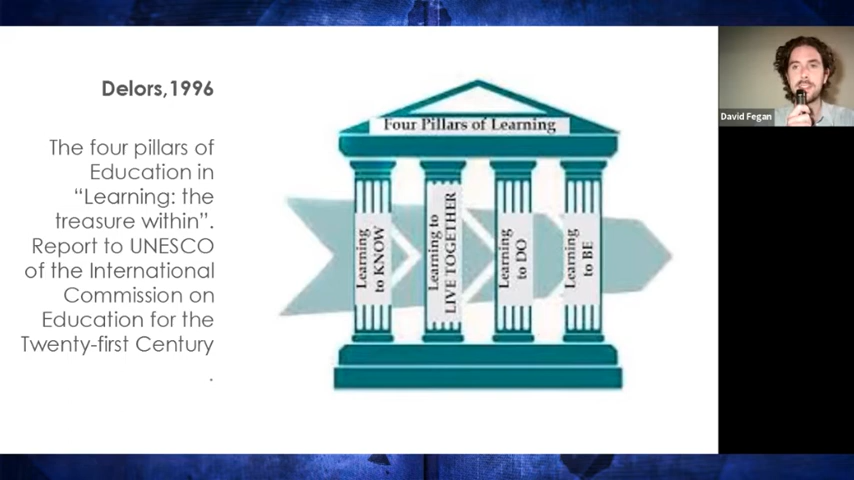 Delors,1996
The four pillars of
Education in
“Learning: the
treasure within”.
Report to UNESCO
of the International
Commission on
Education for the
Twenty-first Century
.
Four Pillars of Learning
Learning
to KNOW
Learning to
LIVE TOGETHER
Learning
to DO
Learning
to BE
David Fegan